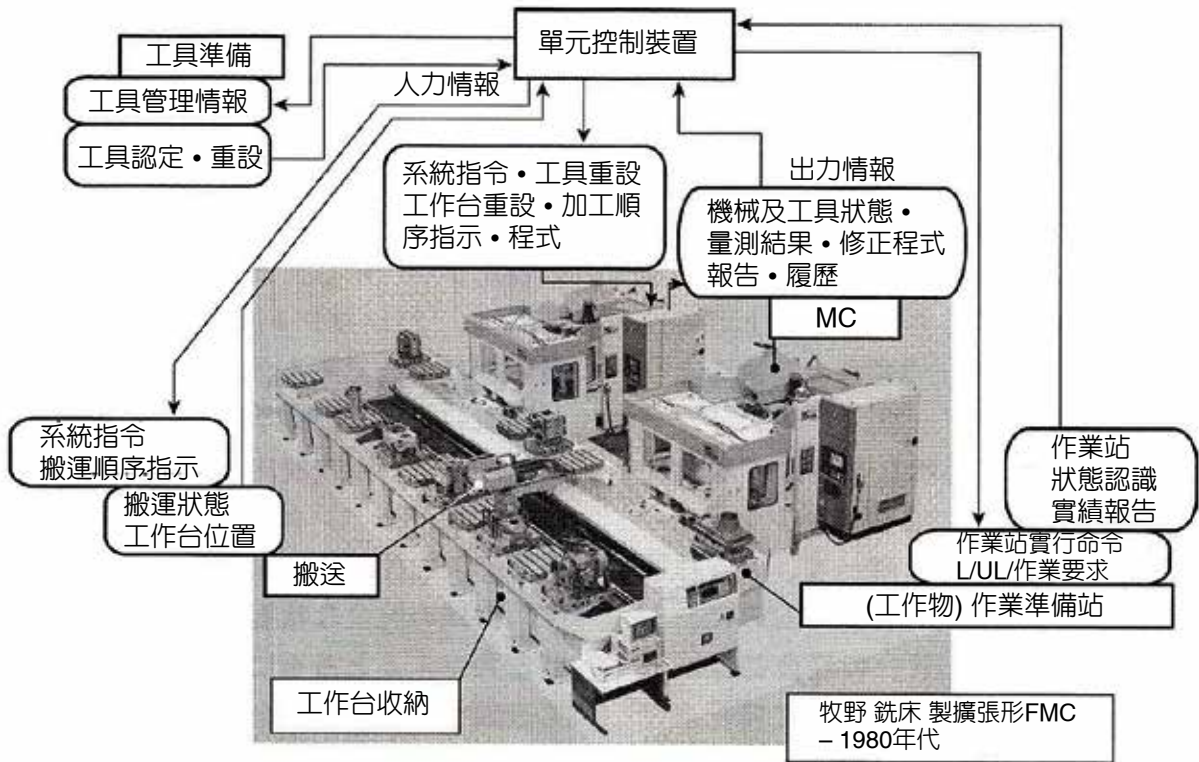 單元控制裝置
工具準備
工具管理情報
工具認定•重設
人力情報
系統指令•工具重設
工作台重設•加工順
序指示•程式
出力情報
機械及工具狀態•
量測結果•修正程式
報告•履歷
MC
系統指令
搬運順序指示
搬運狀態
工作台位置
搬送
作業站
狀態認識
實績報告
作業站實行命令
L/UL/作業要求
(工作物) 作業準備站
工作台收納
牧野 銑床 製擴張形FMC
– 1980年代